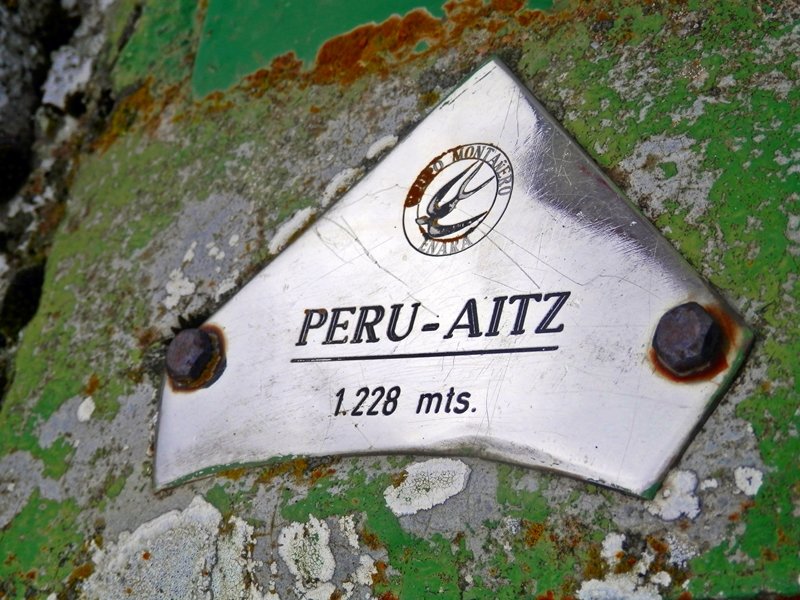 MONTAÑERO
ENARA
PERU-AITZ
1.228 mts.